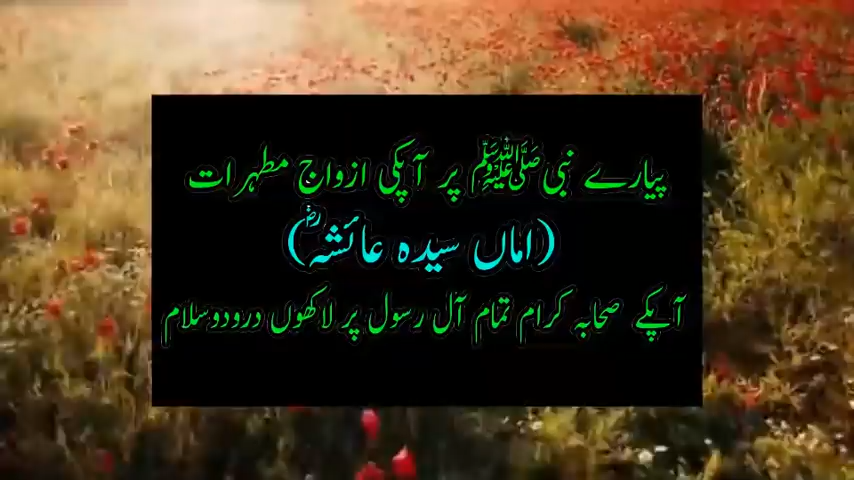 پیارے نبی ﷺ پر آپکی ازواج مطہرات
(اماں سیدہ عائشہؓ)
آپکے صحابہ کرام تمام آل رسول پر لاکھوں درودوسلام